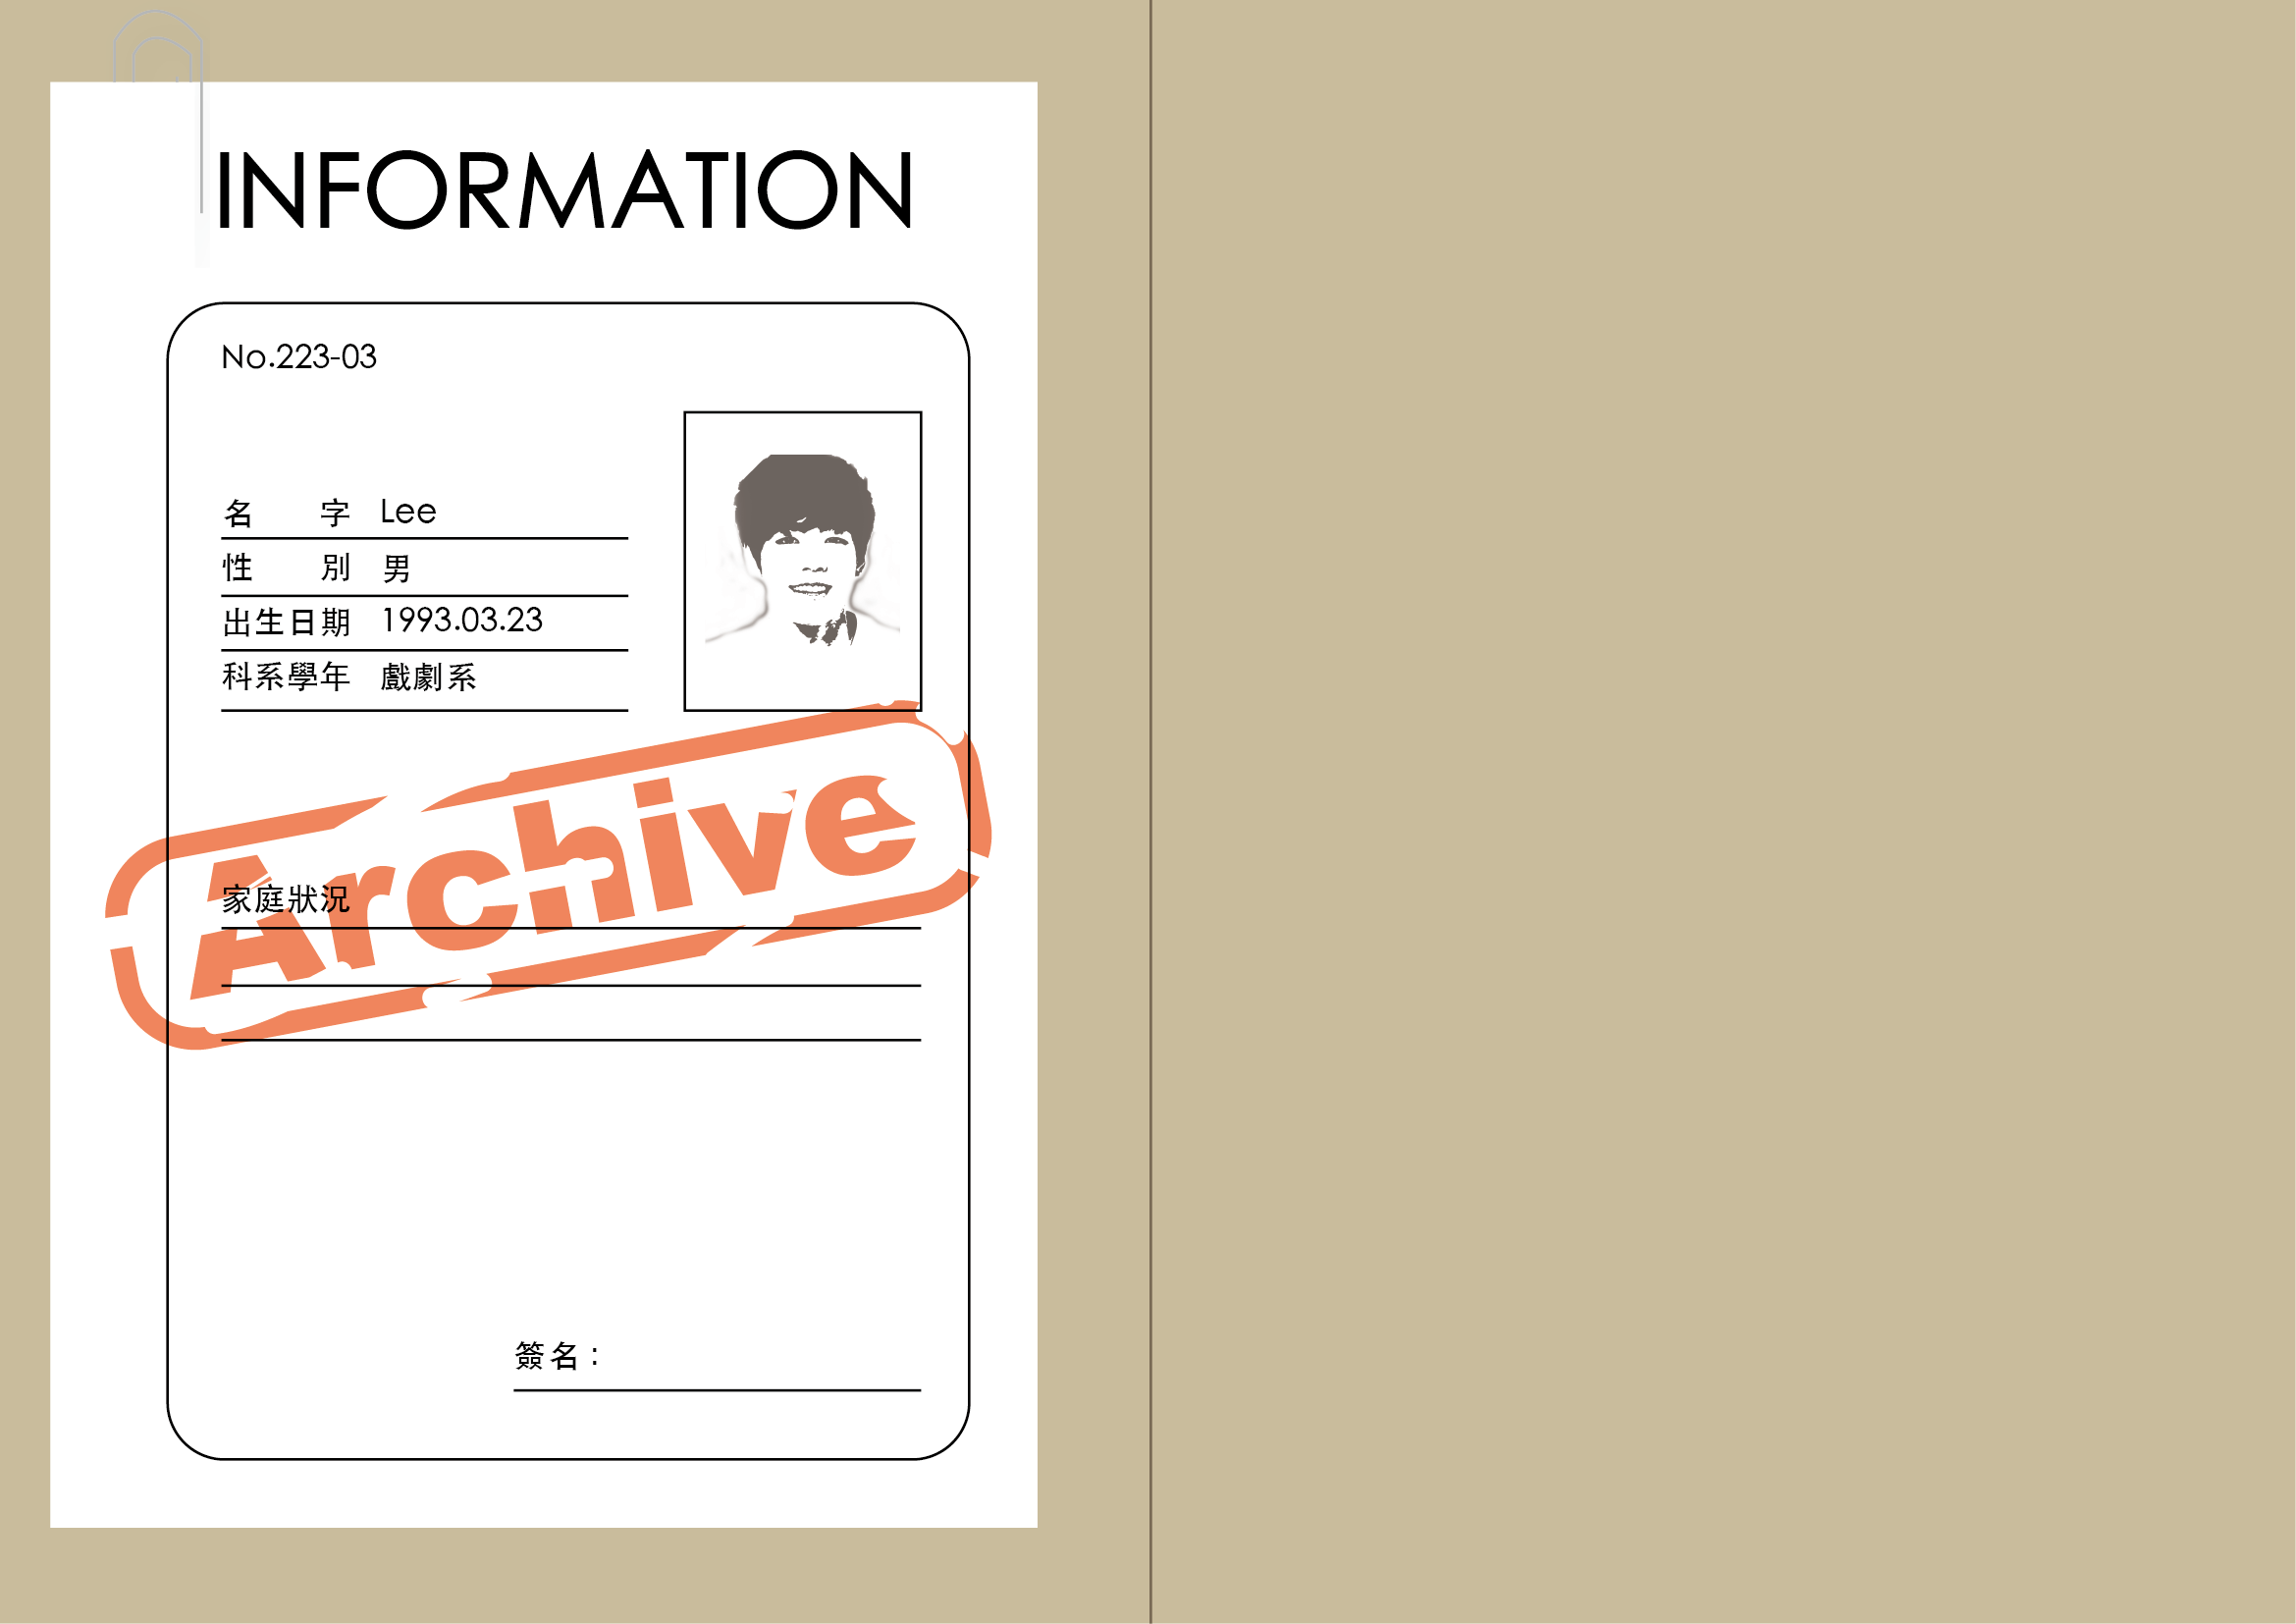 INFORMATION
No.223-03
名 字 Lee
性 別 男
出生日期 1993.03.23
科系學年 戲劇系
Archive
家庭狀況
簽名：